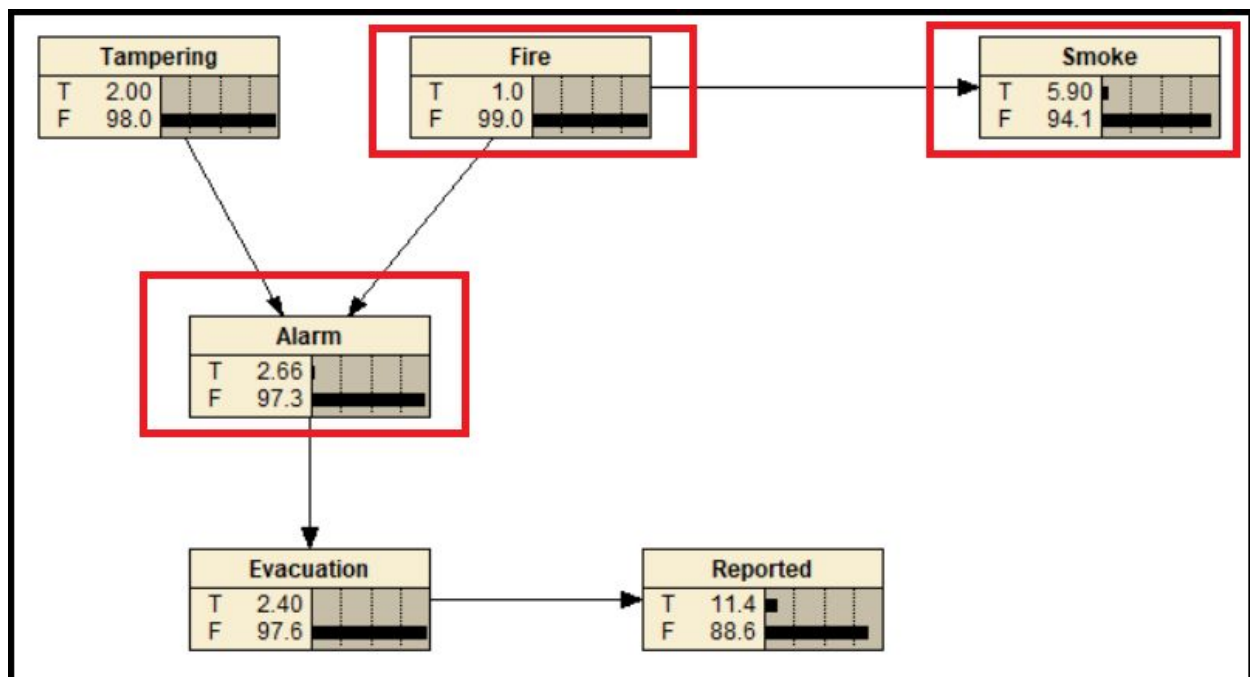 Tampering
T 2.00
F 98.0
Fire
T 1.0
F 99.0
Smoke
T 5.90
F 94.1
Alarm
T 2.66
F 97.3
Evacuation
T 2.40
F 97.6
Reported
T 11.4
F 88.6